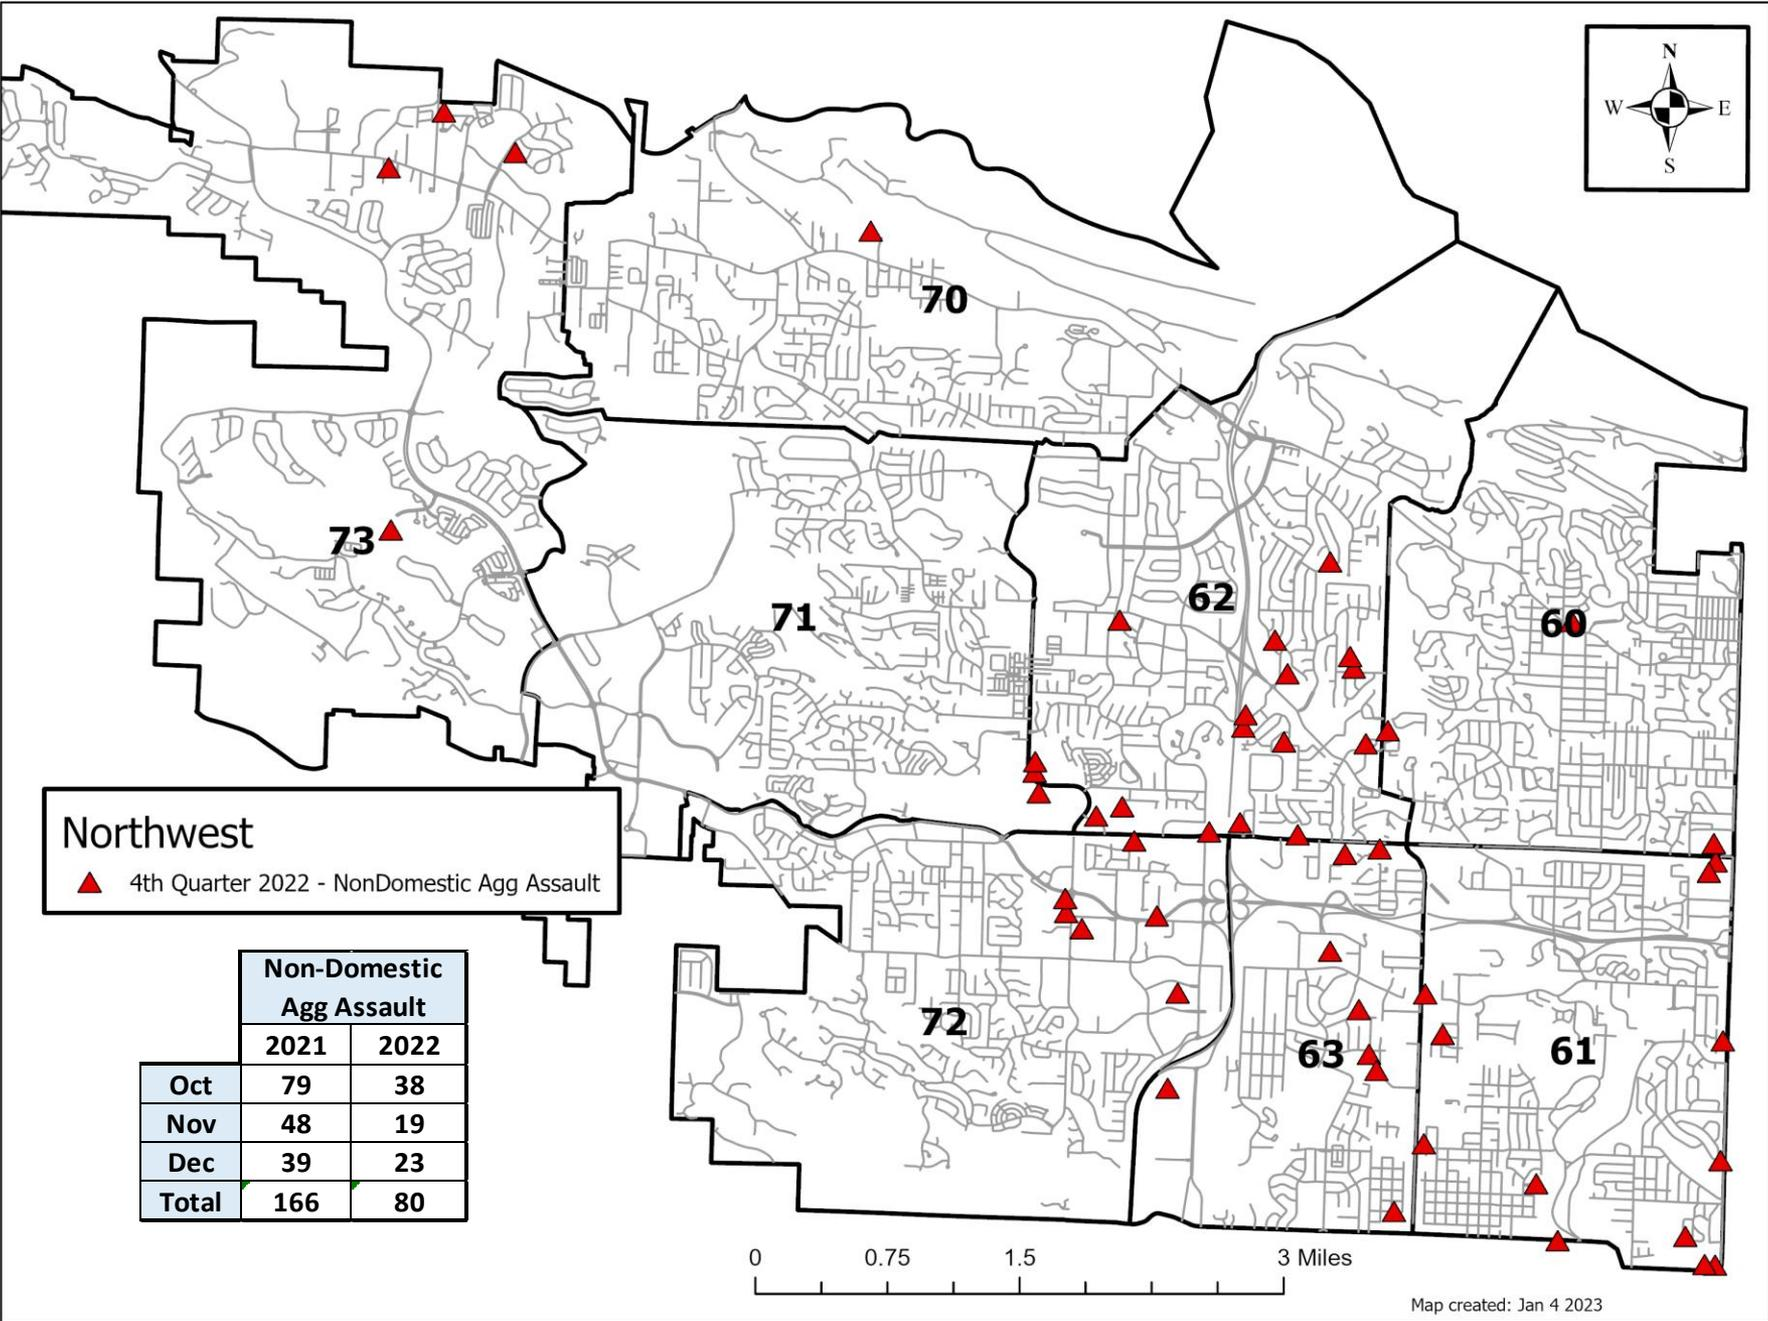 N
W E
S
70
73
62
71
60
Northwest
4th Quarter 2022 - NonDomestic Agg Assault
Non-Domestic
Agg Assault
2021 2022
Oct 79 38
Nov 48 19
Dec 39 23
Total 166 80
72
63
61
0 0.75 1.5 3 Miles
Map created: Jan 4 2023